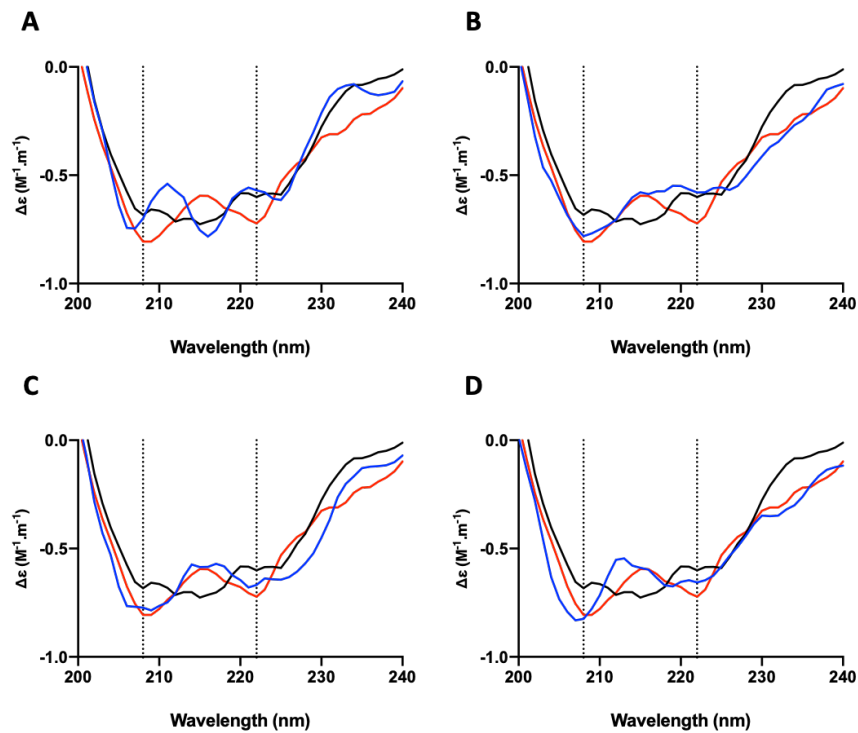 A B
0.0 0.0
-0.5 -0.5
-1.0 -1.0
Δε (M⁻¹.m⁻¹) Δε (M⁻¹.m⁻¹)
200 210 220 230 240 200 210 220 230 240
Wavelength (nm) Wavelength (nm)
C D
0.0 0.0
-0.5 -0.5
-1.0 -1.0
Δε (M⁻¹.m⁻¹) Δε (M⁻¹.m⁻¹)
200 210 220 230 240 200 210 220 230 240
Wavelength (nm) Wavelength (nm)